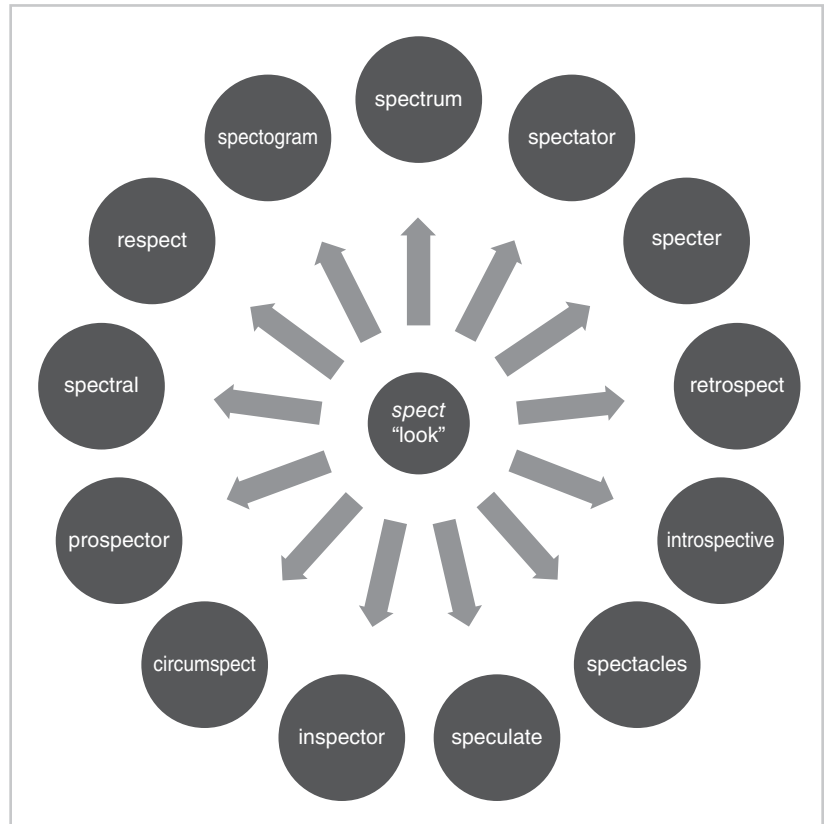 spectrum
spectator
specter
retrospect
introspective
spectacles
speculate
inspector
circumspect
prospector
spectral
respect
spectogram
spect
“look”